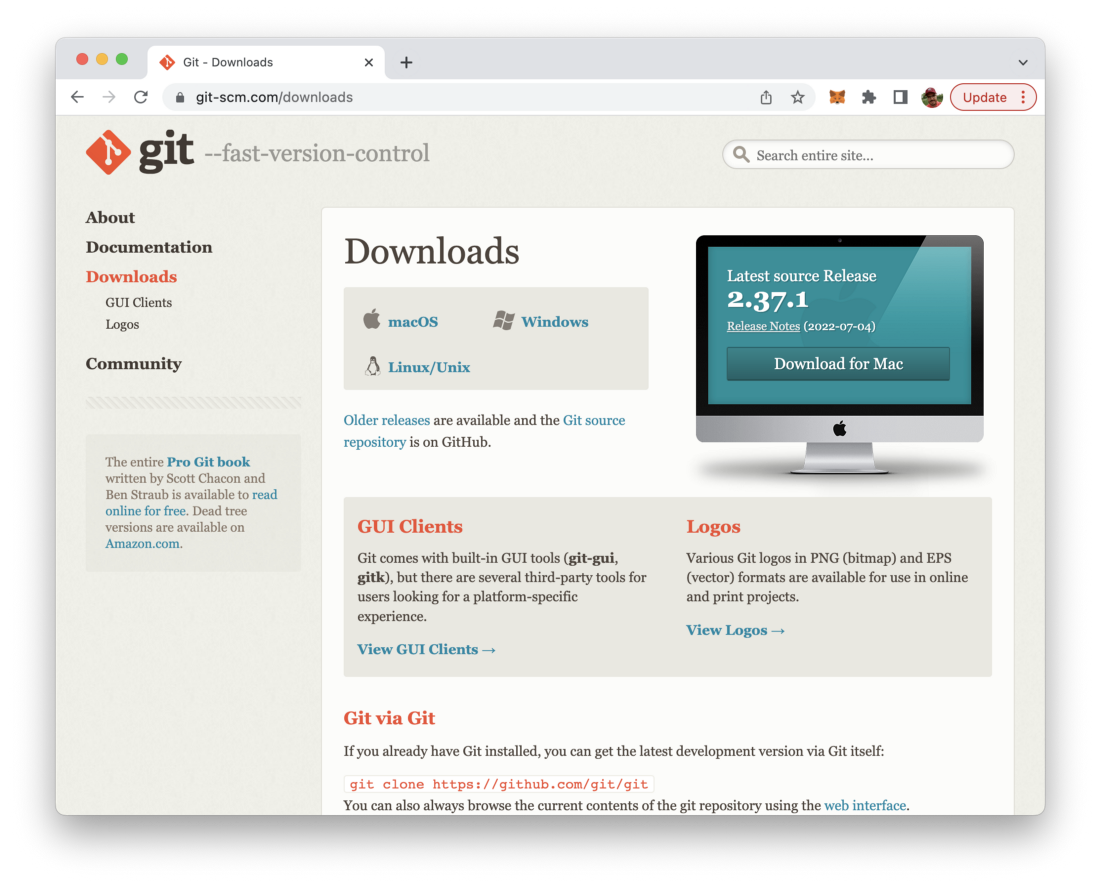 Git - Downloads
git-scm.com/downloads
Update
git --fast-version-control
Search entire site...
About
Documentation
Downloads
GUI Clients
Logos
Community
The entire Pro Git book
written by Scott Chacon and
Ben Straub is available to read
online for free. Dead tree
versions are available on
Amazon.com.
Downloads
macOS
Windows
Linux/Unix
Older releases are available and the Git source
repository is on GitHub.
Latest source Release
2.37.1
Release Notes (2022-07-04)
Download for Mac
GUI Clients
Git comes with built-in GUI tools (git-gui,
gitk), but there are several third-party tools for
users looking for a platform-specific
experience.
View GUI Clients →
Logos
Various Git logos in PNG (bitmap) and EPS
(vector) formats are available for use in online
and print projects.
View Logos →
Git via Git
If you already have Git installed, you can get the latest development version via Git itself:
git clone https://github.com/git/git
You can also always browse the current contents of the git repository using the web interface.